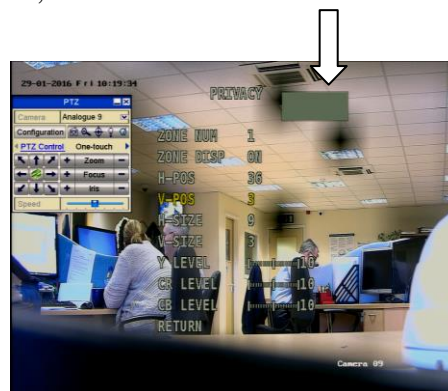 29-01-2016 Fri 10:19:34
PTZ
Camera Analogue 9
Configuration
PTZ Control One-touch
+ Zoom −
+ Focus −
+ Iris −
Speed
PRIVACY
ZONE NUM 1
ZONE DISP ON
H-POS 36
V-POS 3
H-SIZE 9
V-SIZE 3
Y LEVEL 10
CR LEVEL 10
CB LEVEL 10
RETURN
Camera 09